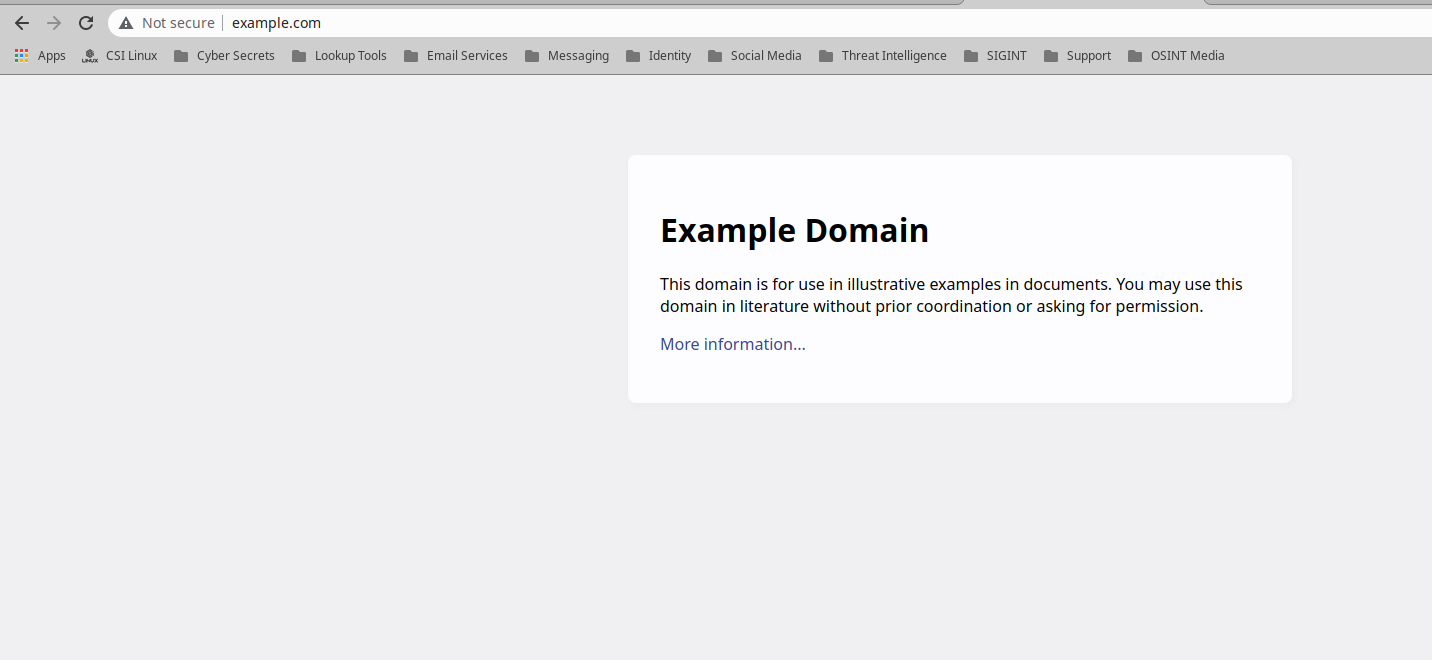 Not secure example.com
Apps CSI Linux Cyber Secrets Lookup Tools Email Services Messaging Identity Social Media Threat Intelligence SIGINT Support OSINT Media
Example Domain
This domain is for use in illustrative examples in documents. You may use this
domain in literature without prior coordination or asking for permission.
More information...